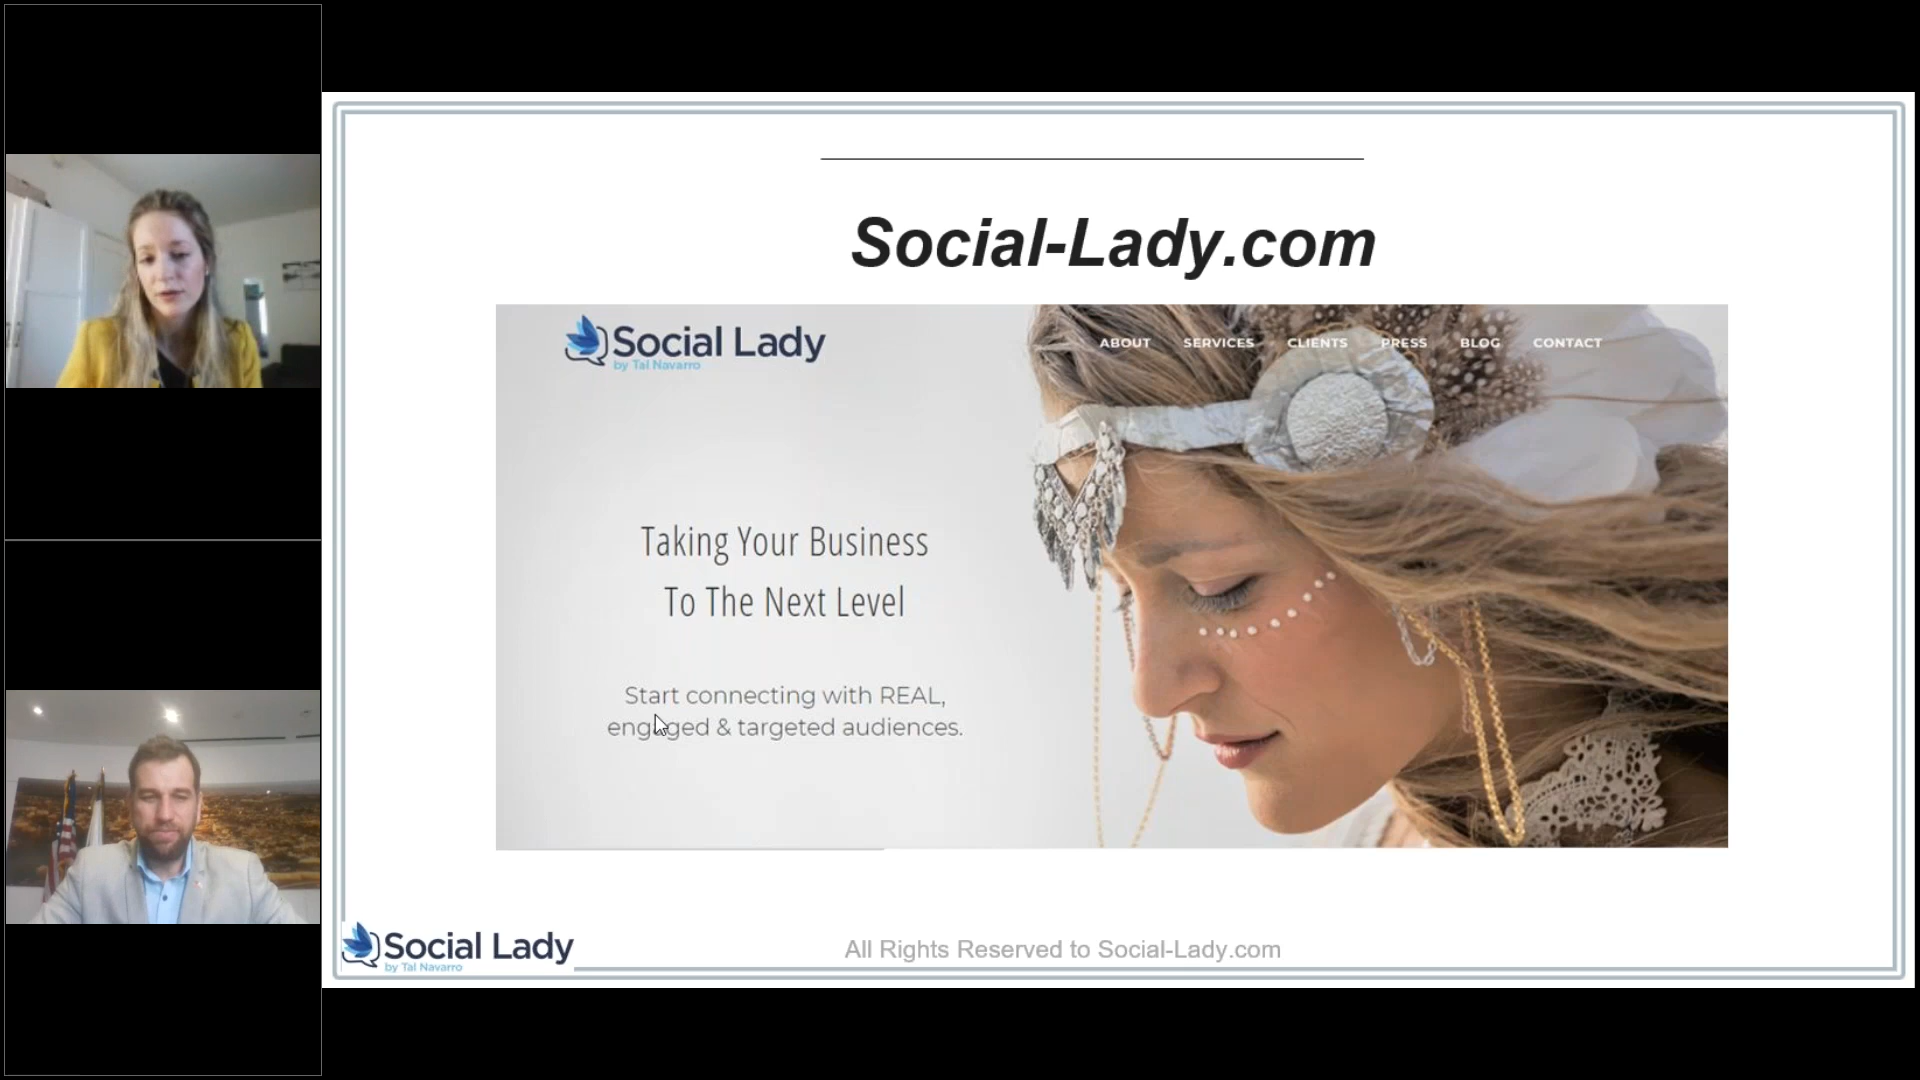 Social-Lady.com
Social Lady
by Tal Navarro
ABOUT SERVICES CLIENTS PRESS BLOG CONTACT
Taking Your Business
To The Next Level
Start connecting with REAL,
engaged & targeted audiences.
Social Lady
by Tal Navarro
All Rights Reserved to Social-Lady.com